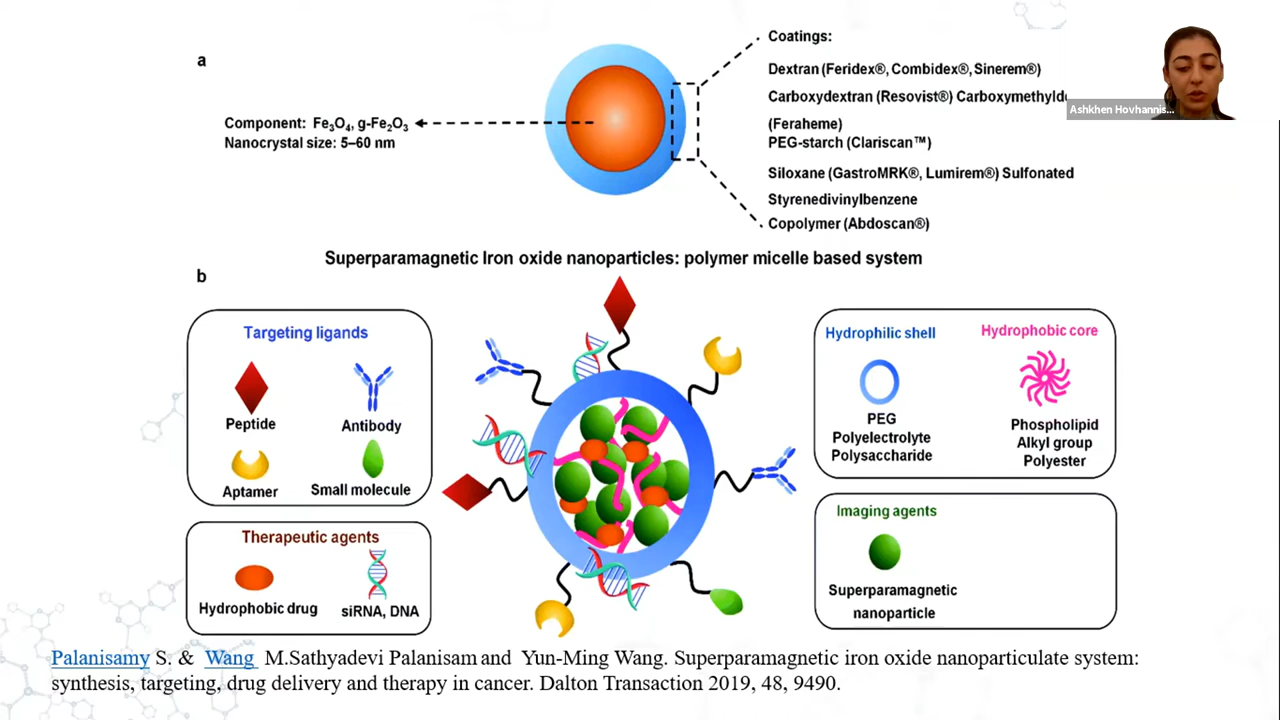 a
Component: Fe₃O₄, g-Fe₂O₃
Nanocrystal size: 5–60 nm
Coatings:
Dextran (Feridex®, Combidex®, Sinerem®)
Carboxydextran (Resovist®)
(Feraheme)
PEG-starch (Clariscan™)
Siloxane (GastroMRK®, Lumirem®) Sulfonated
Styrenedivinylbenzene
Copolymer (Abdoscan®)
Ashkhen Hovhannis...
Superparamagnetic Iron oxide nanoparticles: polymer micelle based system
b
Targeting ligands
Peptide
Antibody
Aptamer
Small molecule
Therapeutic agents
Hydrophobic drug
siRNA, DNA
Hydrophilic shell
PEG
Polyelectrolyte
Polysaccharide
Hydrophobic core
Phospholipid
Alkyl group
Polyester
Imaging agents
Superparamagnetic
nanoparticle
Palanisamy S. & Wang M.Sathyadevi Palanisam and Yun-Ming Wang. Superparamagnetic iron oxide nanoparticulate system:
synthesis, targeting, drug delivery and therapy in cancer. Dalton Transaction 2019, 48, 9490.